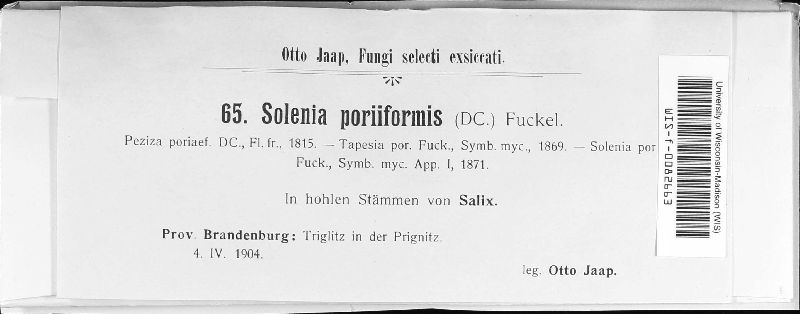 Otto Jaap, Fungi selecti exsiccati.
65. Solenia poriiformis (DC.) Fuckel.
Peziza poriaef. DC., Fl. fr., 1815. — Tapesia por. Fuck., Symb. myc., 1869. — Solenia por
Fuck., Symb. myc. App. I, 1871.
In hohlen Stämmen von Salix.
Prov. Brandenburg: Triglitz in der Prignitz.
4. IV. 1904.
leg. Otto Jaap.
University of Wisconsin-Madison (WIS)